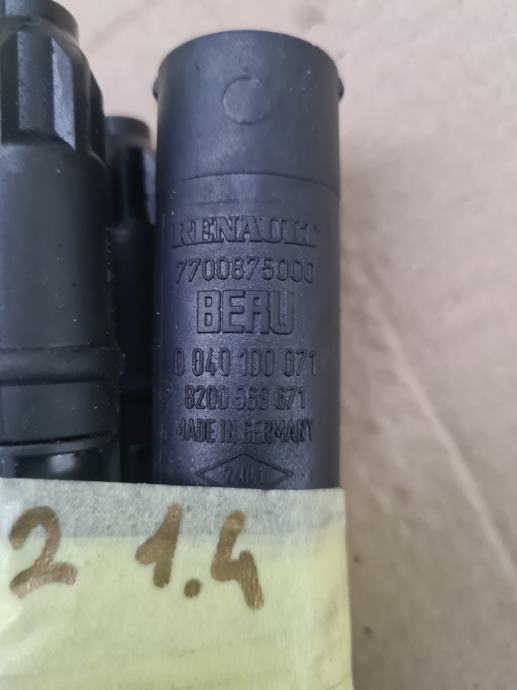 RENAULT
7700875000
BERU
0 040 100 071
8200 568 671
MADE IN GERMANY
2 1.4